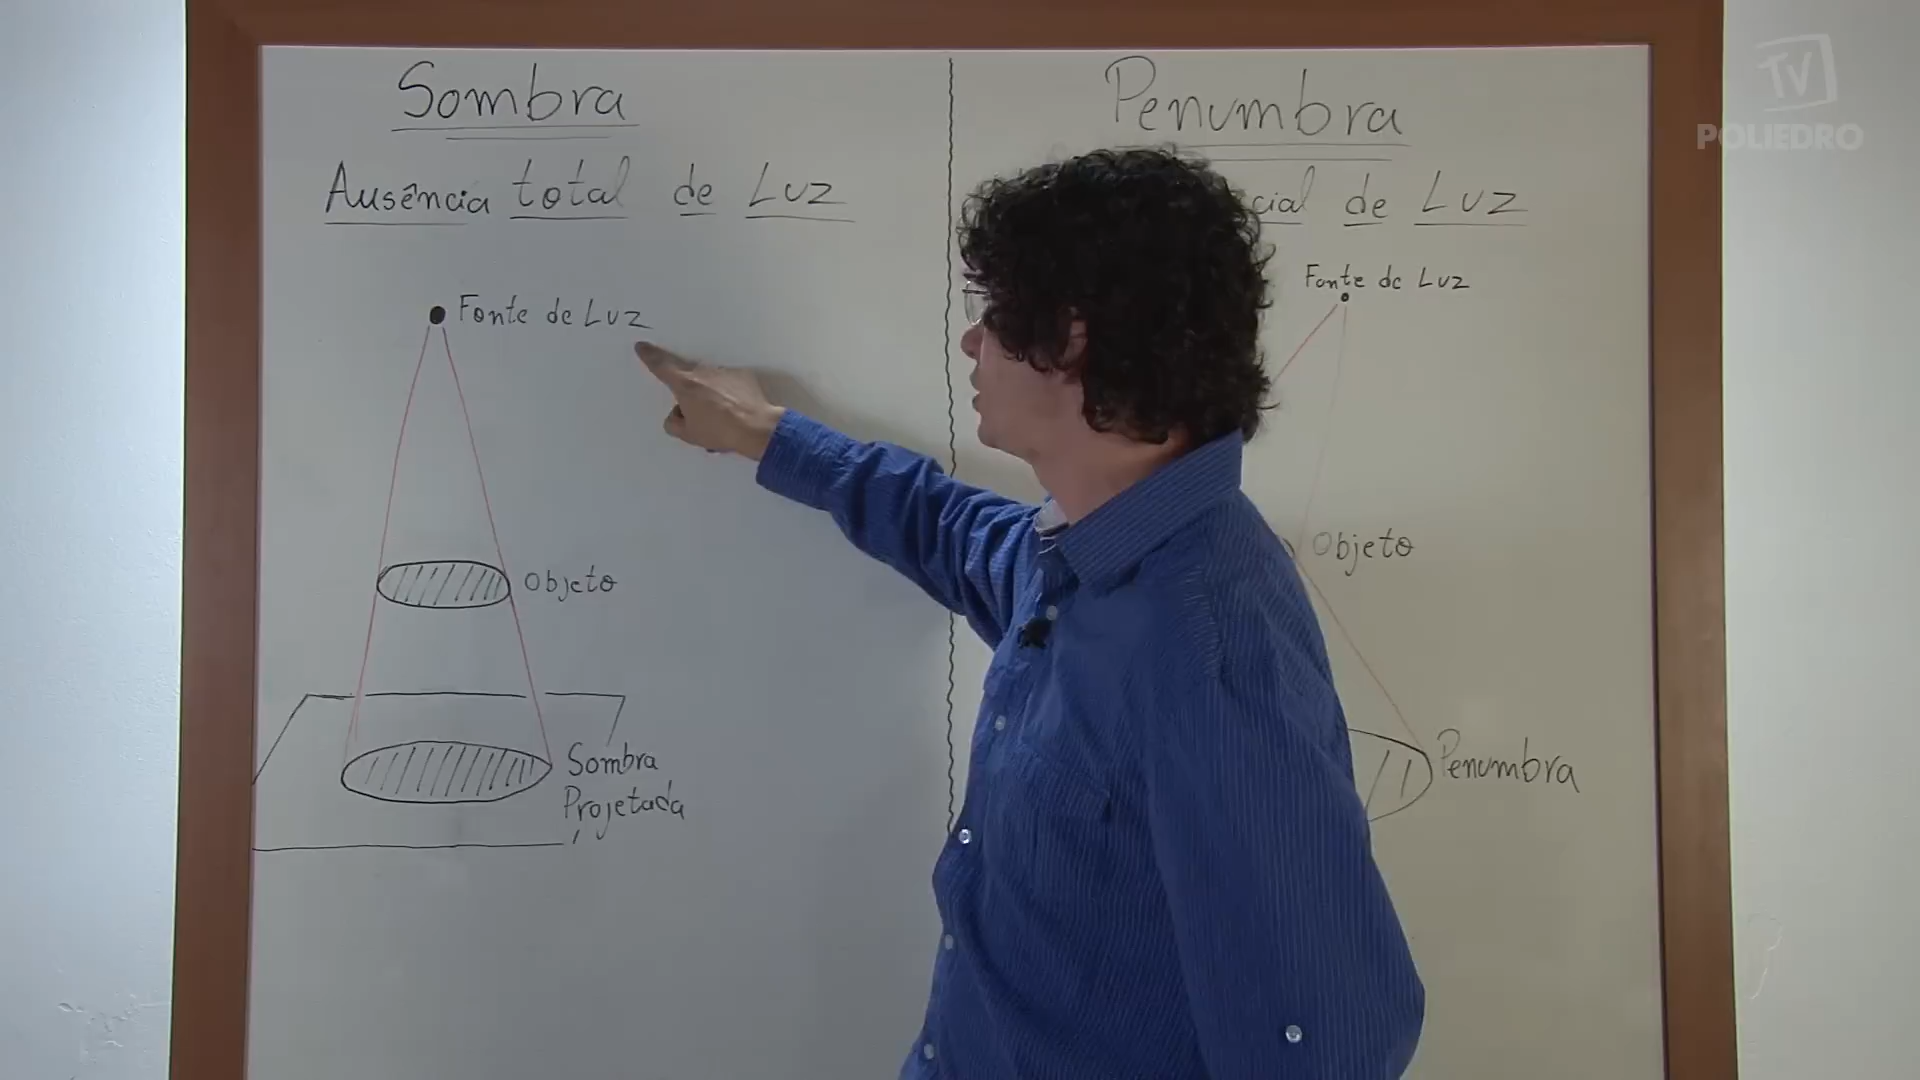 Sombra
Ausência total de Luz
Fonte de Luz
Objeto
Sombra
Projetada
Penumbra
de Luz
Fonte de Luz
Objeto
Penumbra
TV
POLIEDRO